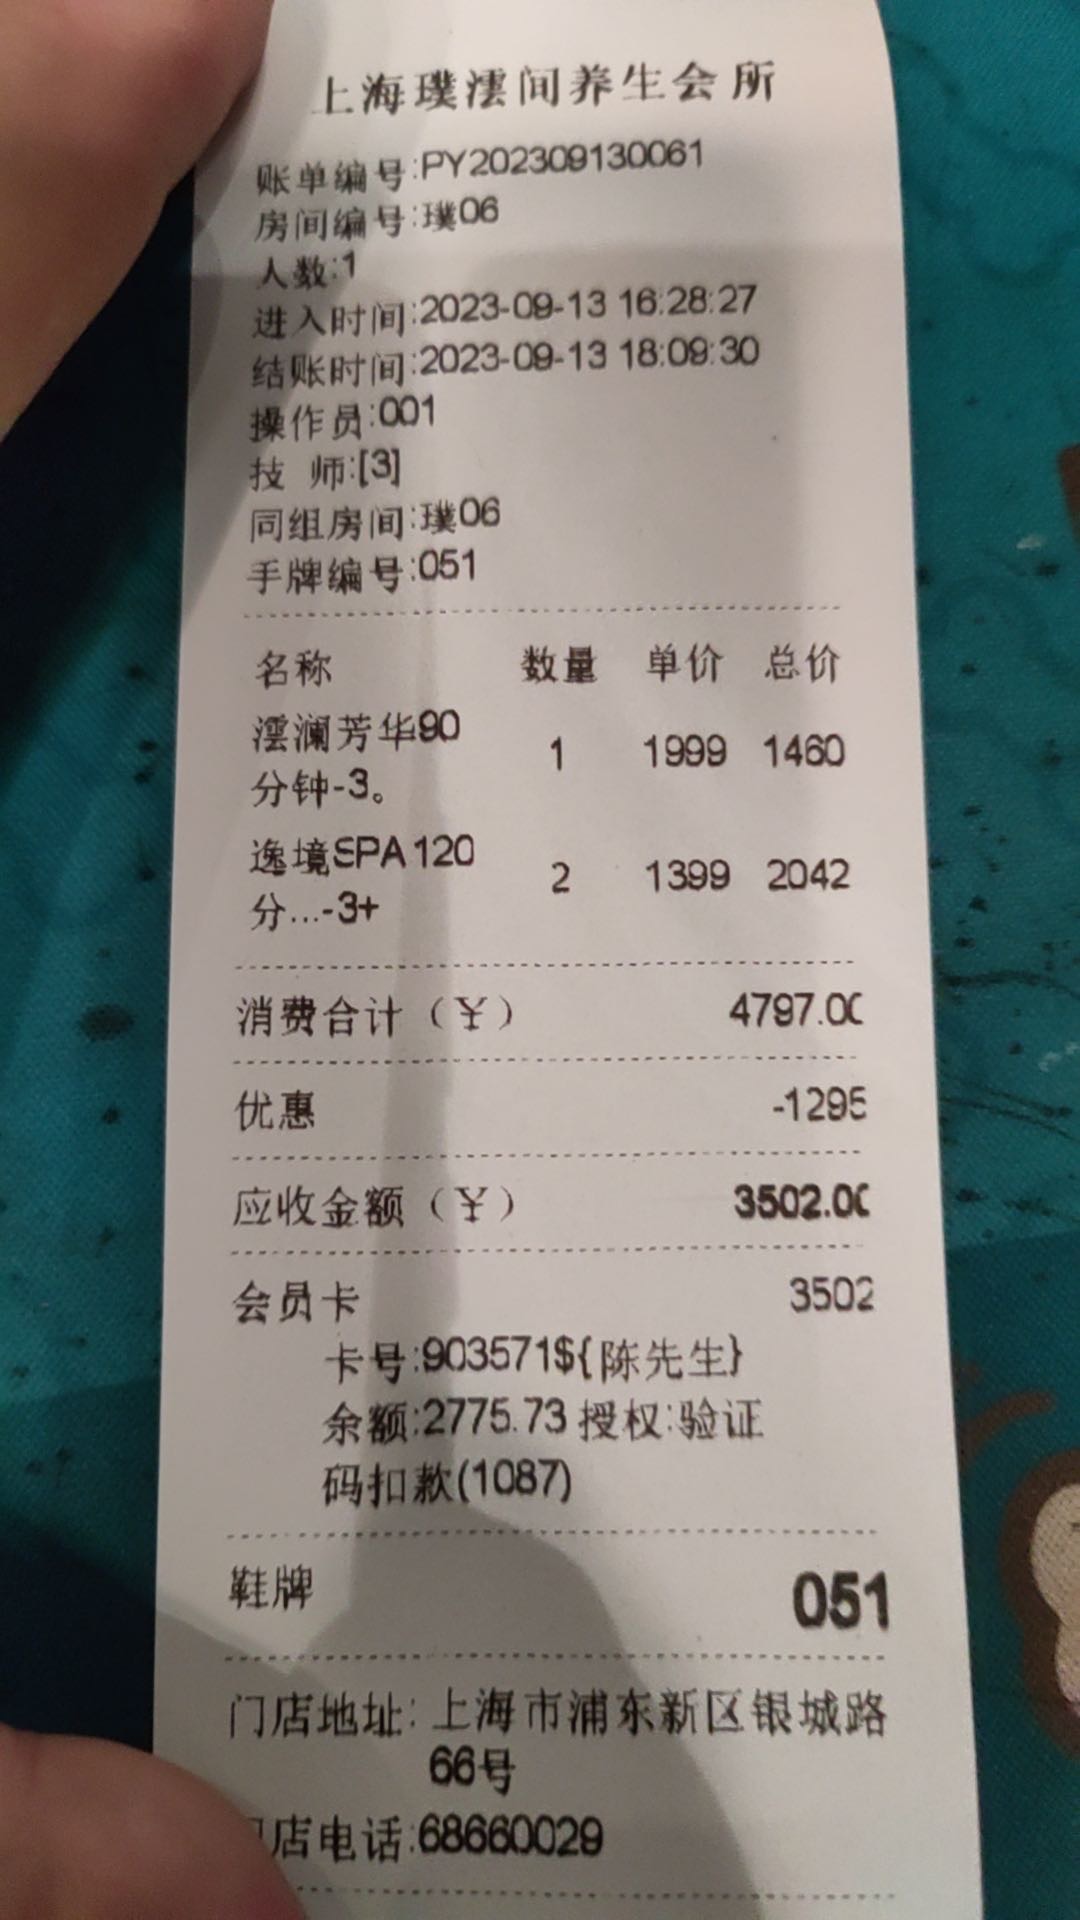 上海璞澐间养生会所
账单编号:PY202309130061
房间编号:璞06
人数:1
进入时间:2023-09-13 16:28:27
结账时间:2023-09-13 18:09:30
操作员:001
技 师:[3]
同组房间:璞06
手牌编号:051
名称 数量 单价 总价
澐澜芳华90
分钟-3。 1 1999 1460
逸境SPA120
分...-3+ 2 1399 2042
消费合计（￥） 4797.00
优惠 -1295
应收金额（￥） 3502.00
会员卡 3502
卡号:903571${陈先生}
余额:2775.73 授权:验证
码扣款(1087)
鞋牌 051
门店地址: 上海市浦东新区银城路
66号
店电话:68660029